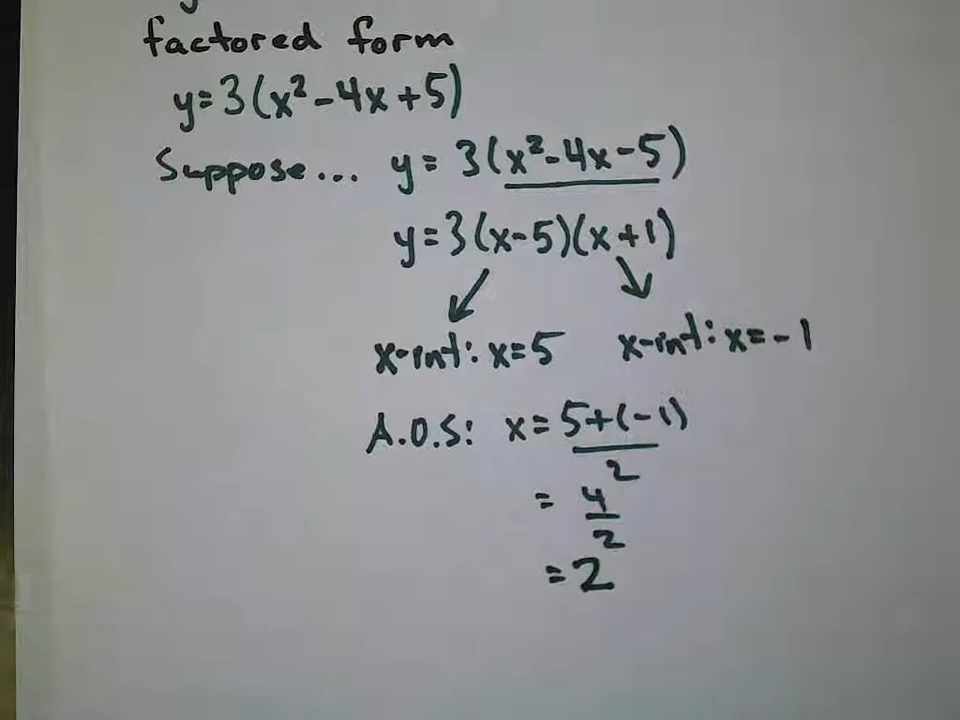 factored form
y=3(x²-4x+5)
Suppose... y= 3(x²-4x-5)
y=3(x-5)(x+1)
x-int: x=5 x-int: x=-1
A.O.S: x= 5+(-1)
2
= 4
2
=2